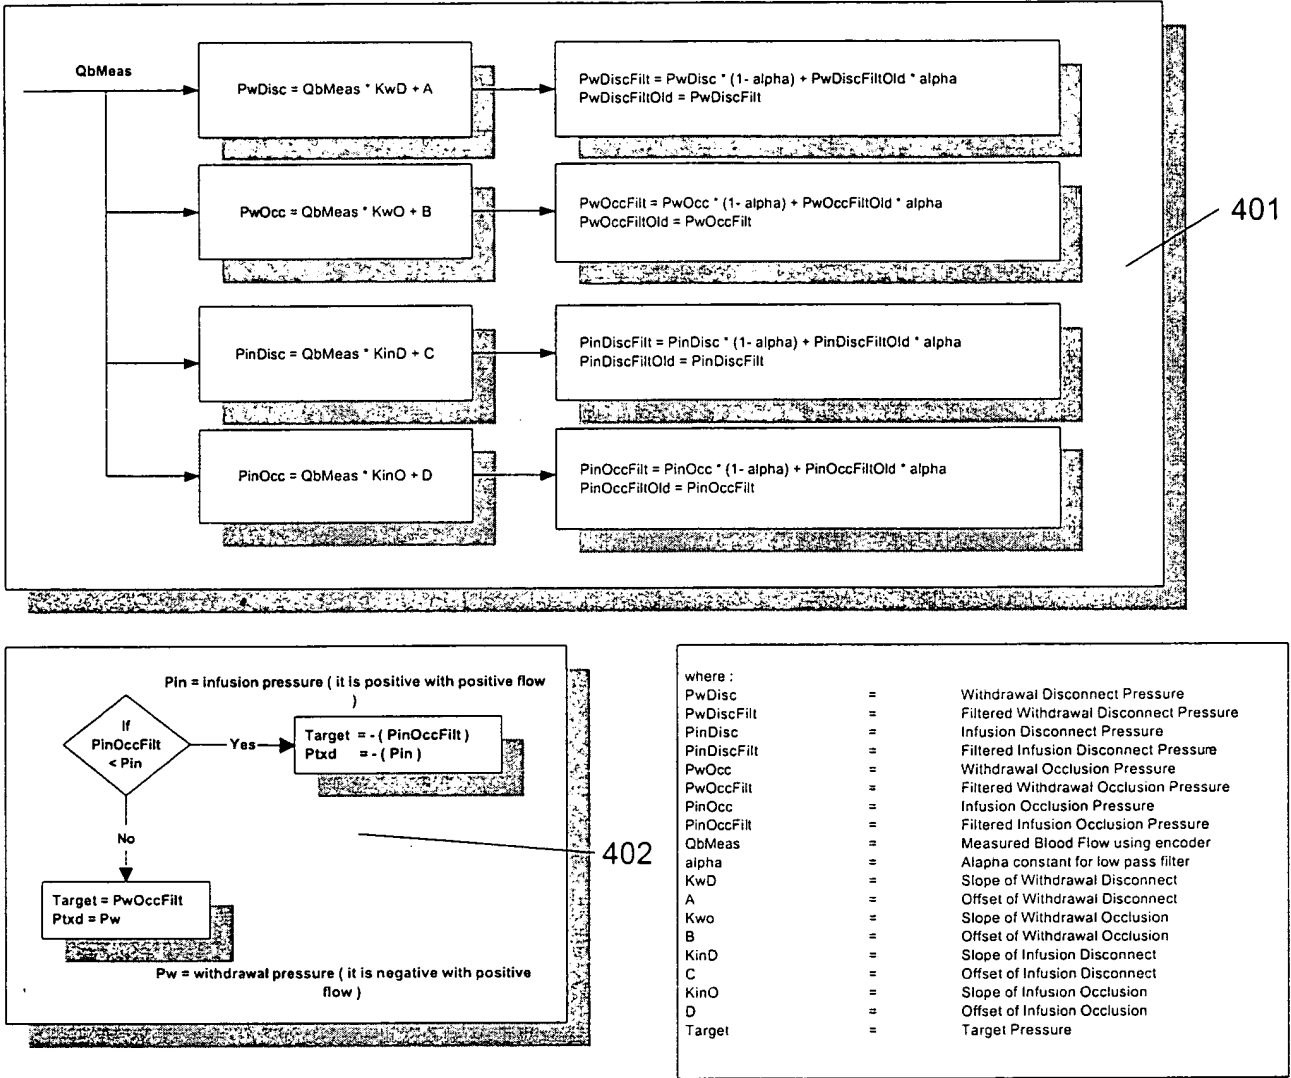 QbMeas
PwDisc = QbMeas * KwD + A
PwDiscFilt = PwDisc * (1- alpha) + PwDiscFiltOld * alpha
PwDiscFiltOld = PwDiscFilt
PwOcc = QbMeas * KwO + B
PwOccFilt = PwOcc * (1- alpha) + PwOccFiltOld * alpha
PwOccFiltOld = PwOccFilt
401
PinDisc = QbMeas * KinD + C
PinDiscFilt = PinDisc * (1- alpha) + PinDiscFiltOld * alpha
PinDiscFiltOld = PinDiscFilt
PinOcc = QbMeas * KinO + D
PinOccFilt = PinOcc * (1- alpha) + PinOccFiltOld * alpha
PinOccFiltOld = PinOccFilt
Pin = infusion pressure ( it is positive with positive flow
)
If
PinOccFilt
< Pin
Yes
Target = - ( PinOccFilt )
Ptxd = - ( Pin )
No
402
Target = PwOccFilt
Ptxd = Pw
Pw = withdrawal pressure ( it is negative with positive
flow )
where :
PwDisc = Withdrawal Disconnect Pressure
PwDiscFilt = Filtered Withdrawal Disconnect Pressure
PinDisc = Infusion Disconnect Pressure
PinDiscFilt = Filtered Infusion Disconnect Pressure
PwOcc = Withdrawal Occlusion Pressure
PwOccFilt = Filtered Withdrawal Occlusion Pressure
PinOcc = Infusion Occlusion Pressure
PinOccFilt = Filtered Infusion Occlusion Pressure
QbMeas = Measured Blood Flow using encoder
alpha = Alapha constant for low pass filter
KwD = Slope of Withdrawal Disconnect
A = Offset of Withdrawal Disconnect
Kwo = Slope of Withdrawal Occlusion
B = Offset of Withdrawal Occlusion
KinD = Slope of Infusion Disconnect
C = Offset of Infusion Disconnect
KinO = Slope of Infusion Occlusion
D = Offset of Infusion Occlusion
Target = Target Pressure